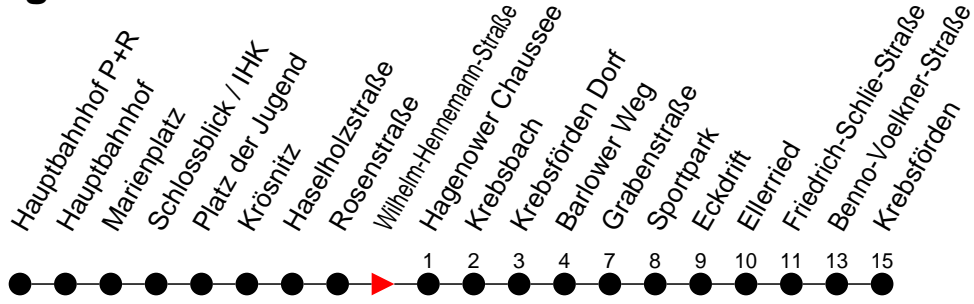 Hauptbahnhof P+R
Hauptbahnhof
Marienplatz
Schlossblick / IHK
Platz der Jugend
Krösnitz
Haselholzstraße
Rosenstraße
Wilhelm-Hennemann-Straße
Hagenower Chaussee
Krebsbach
Krebsförden Dorf
Barlower Weg
Grabenstraße
Sportpark
Eckdrift
Ellerried
Friedrich-Schlie-Straße
Benno-Voelkner-Straße
Krebsförden
1 2 3 4 7 8 9 10 11 13 15